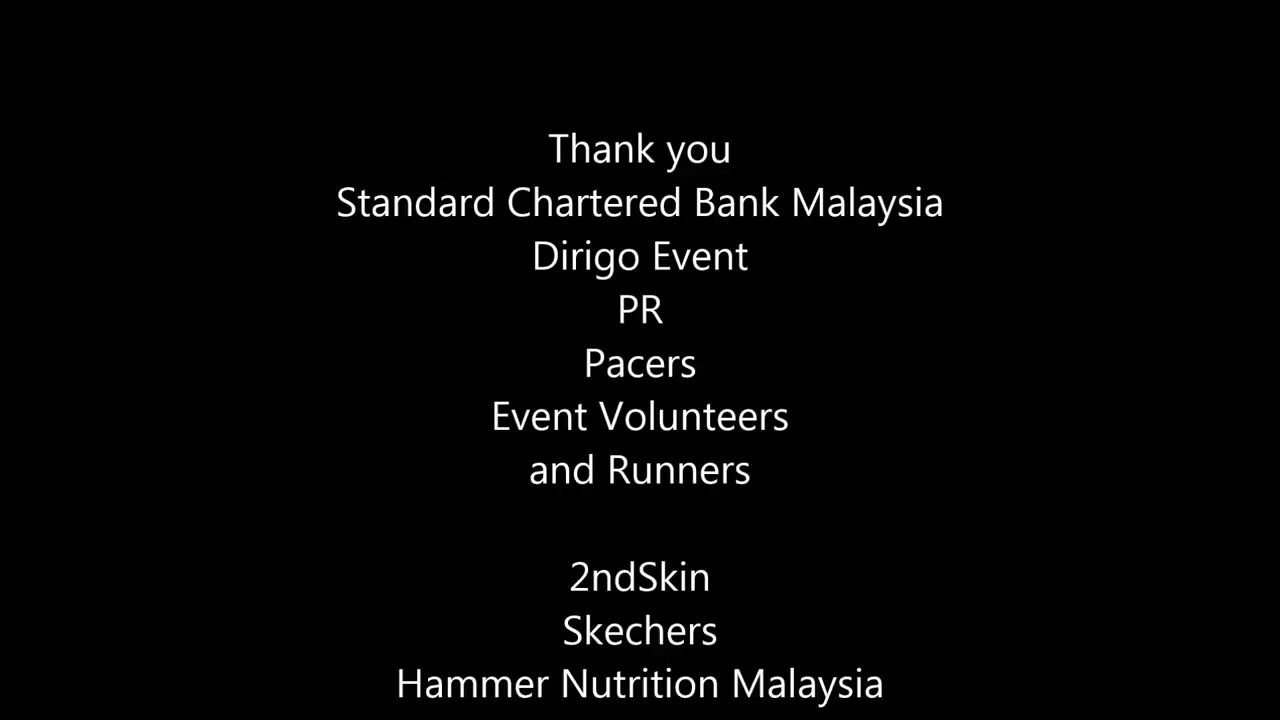 Thank you
Standard Chartered Bank Malaysia
Dirigo Event
PR
Pacers
Event Volunteers
and Runners
2ndSkin
Skechers
Hammer Nutrition Malaysia